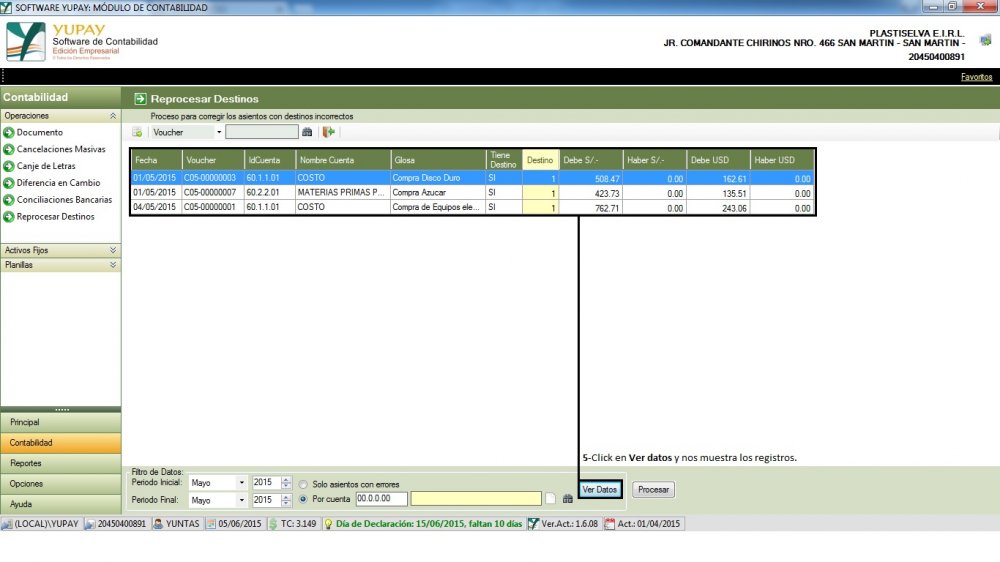 SOFTWARE YUPAY: MÓDULO DE CONTABILIDAD
YUPAY
Software de Contabilidad
Edición Empresarial
PLASTISELVA E.I.R.L.
JR. COMANDANTE CHIRINOS NRO. 466 SAN MARTIN - SAN MARTIN -
20450400891
Favoritos
Contabilidad
Reprocesar Destinos
Operaciones
Proceso para corregir los asientos con destinos incorrectos
Documento
Voucher
Cancelaciones Masivas
Canje de Letras
Diferencia en Cambio
Conciliaciones Bancarias
Reprocesar Destinos
Activos Fijos
Planillas
Fecha Voucher IdCuenta Nombre Cuenta Glosa Tiene Destino Destino Debe S/.- Haber S/.- Debe USD Haber USD
01/05/2015 C05-00000003 60.1.1.01 COSTO Compra Disco Duro SI 1 508.47 0.00 162.61 0.00
01/05/2015 C05-00000007 60.2.2.01 MATERIAS PRIMAS P... Compra Azucar SI 1 423.73 0.00 135.51 0.00
04/05/2015 C05-00000001 60.1.1.01 COSTO Compra de Equipos ele... SI 1 762.71 0.00 243.06 0.00
5-Click en Ver datos y nos muestra los registros.
Principal
Contabilidad
Reportes
Opciones
Ayuda
Filtro de Datos:
Periodo Inicial: Mayo 2015 Solo asientos con errores
Periodo Final: Mayo 2015 Por cuenta 00.0.0.00
Ver Datos Procesar
(LOCAL)\YUPAY 20450400891 YUNTAS 05/06/2015 TC: 3.149 Día de Declaración: 15/06/2015, faltan 10 días Ver.Act.: 1.6.08 Act.: 01/04/2015